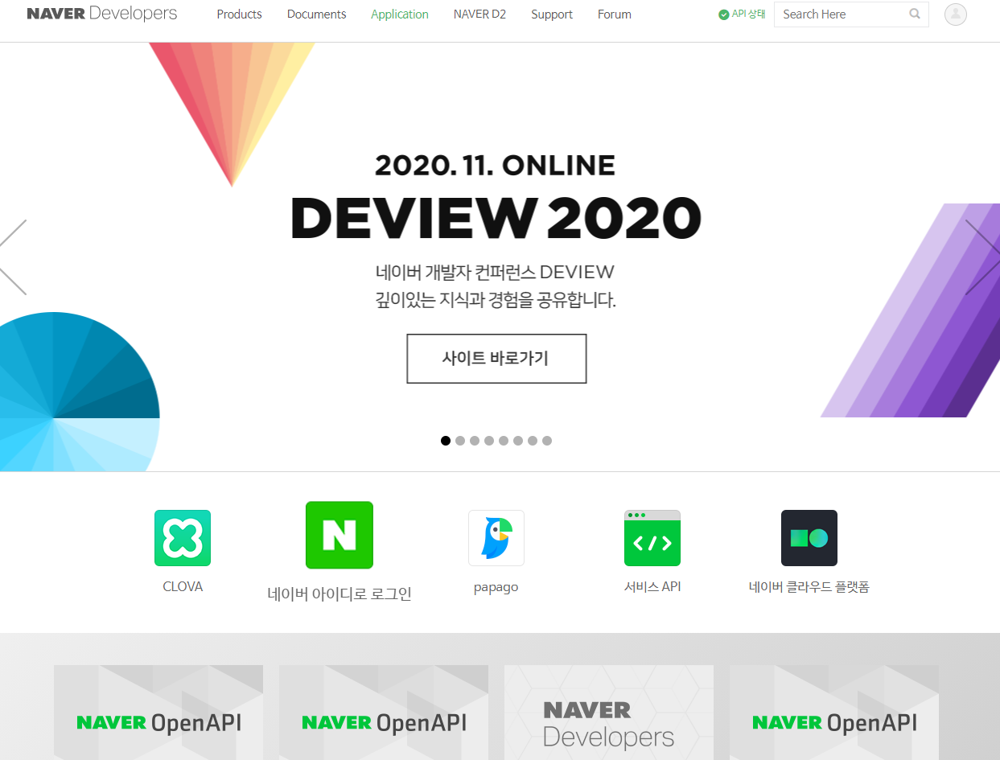 NAVER Developers
Products Documents Application NAVER D2 Support Forum
API 상태
Search Here
2020. 11. ONLINE
DEVIEW 2020
네이버 개발자 컨퍼런스 DEVIEW
깊이있는 지식과 경험을 공유합니다.
사이트 바로가기
N
</>
CLOVA
네이버 아이디로 로그인
papago
서비스 API
네이버 클라우드 플랫폼
NAVER OpenAPI
NAVER OpenAPI
NAVER
Developers
NAVER OpenAPI